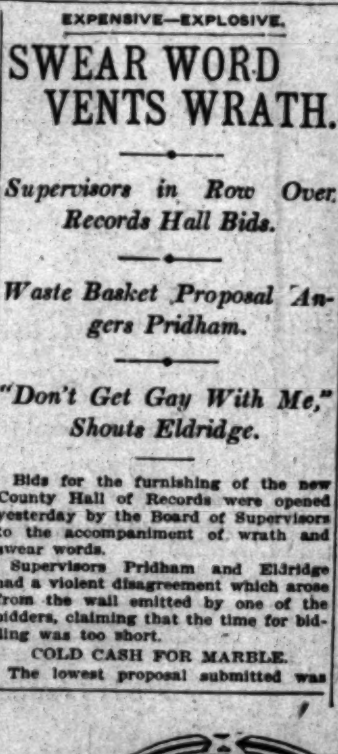 EXPENSIVE—EXPLOSIVE.
SWEAR WORD
VENTS WRATH.
Supervisors in Row Over
Records Hall Bids.
Waste Basket Proposal An-
gers Pridham.
"Don't Get Gay With Me,"
Shouts Eldridge.
Bids for the furnishing of the new
County Hall of Records were opened
yesterday by the Board of Supervisors
to the accompaniment of wrath and
swear words.
Supervisors Pridham and Eldridge
had a violent disagreement which arose
from the wail emitted by one of the
bidders, claiming that the time for bid-
ding was too short.
COLD CASH FOR MARBLE.
The lowest proposal submitted was